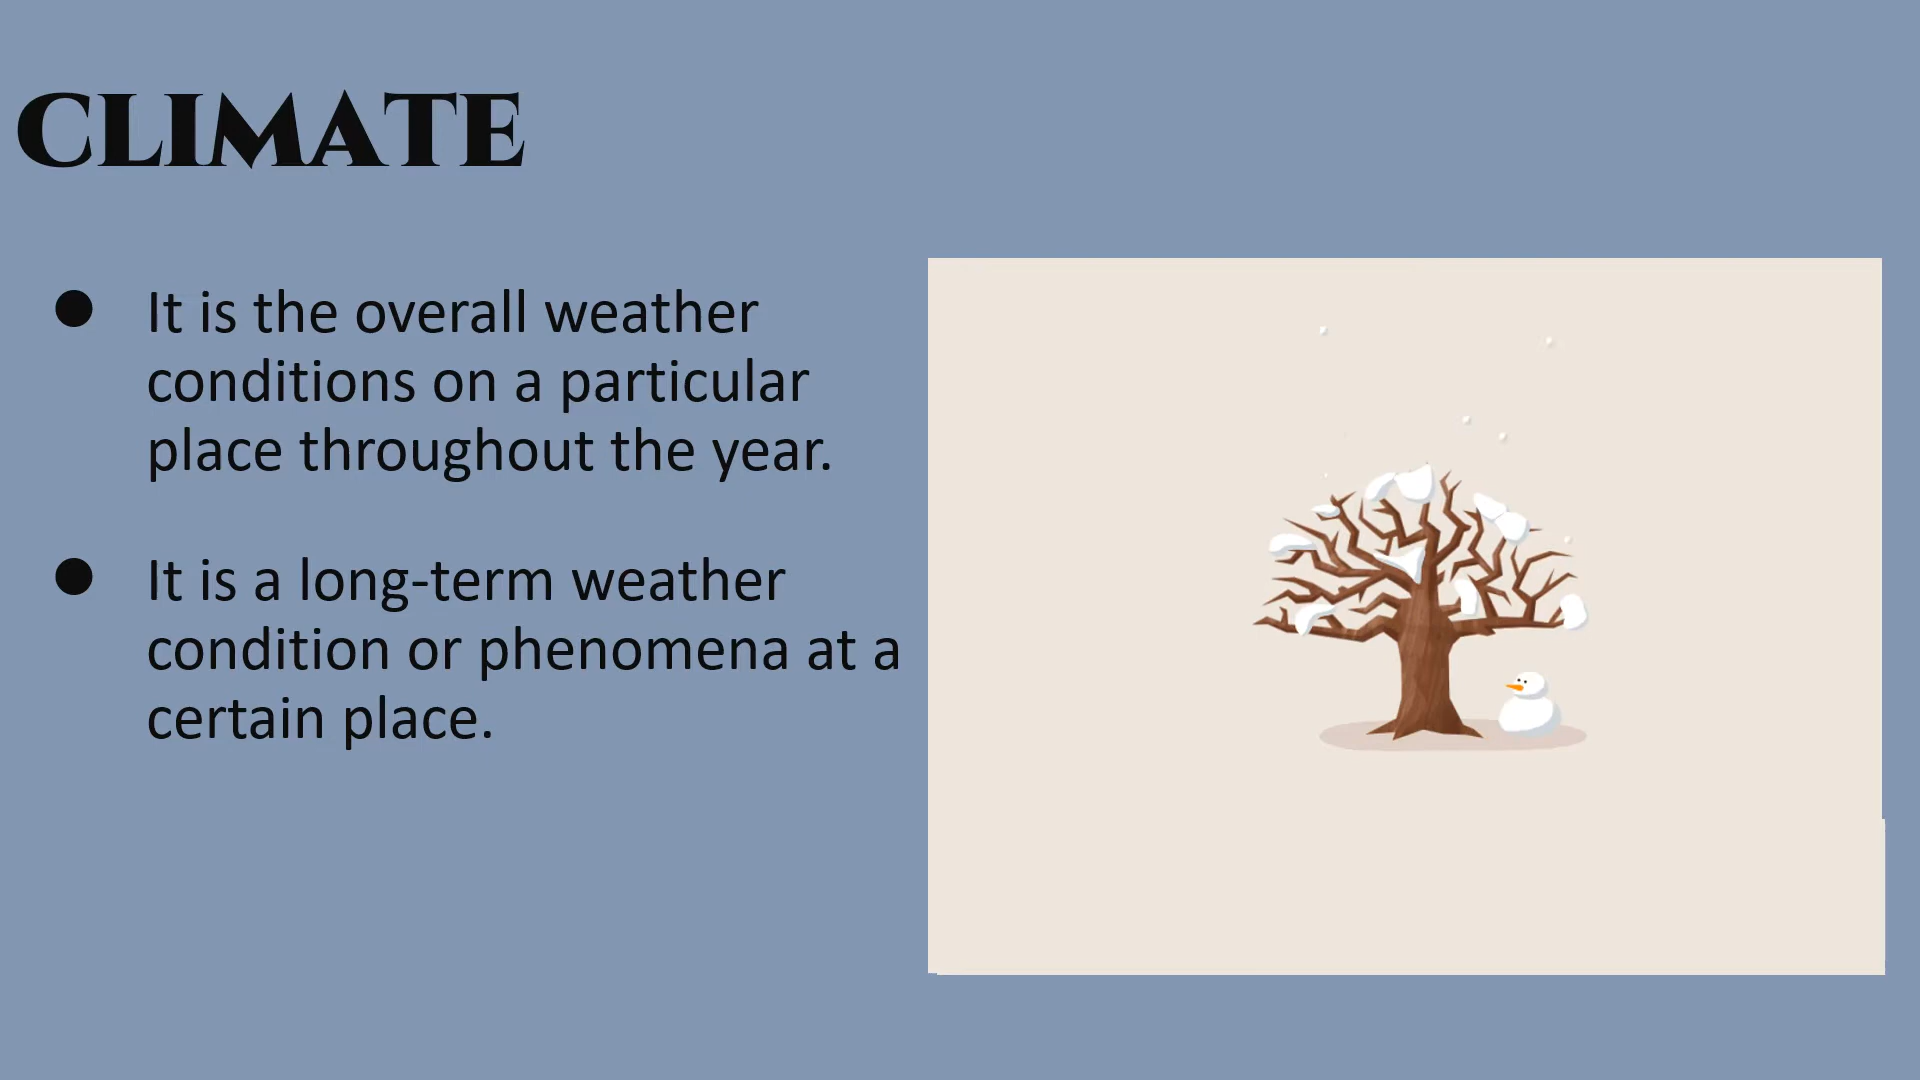 CLIMATE
● It is the overall weather
conditions on a particular
place throughout the year.
● It is a long-term weather
condition or phenomena at a
certain place.